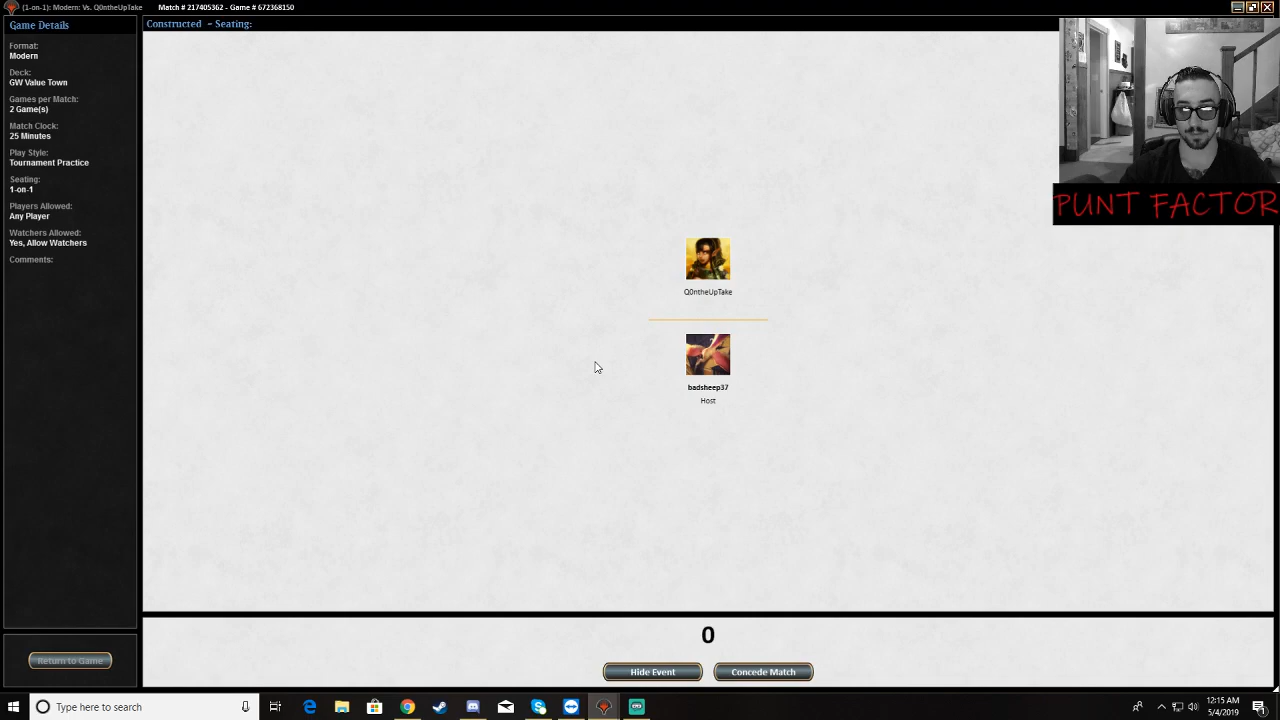 (1-on-1): Modern: Vs. Q0ntheUpTake Match # 217405362 - Game # 672368150
Game Details
Format:
Modern
Deck:
GW Value Town
Games per Match:
2 Game(s)
Match Clock:
25 Minutes
Play Style:
Tournament Practice
Seating:
1-on-1
Players Allowed:
Any Player
Watchers Allowed:
Yes, Allow Watchers
Comments:
Return to Game
Constructed - Seating:
PUNT FACTOR
Q0ntheUpTake
badsheep37
Host
0
Hide Event
Concede Match
Type here to search
12:15 AM
5/4/2019